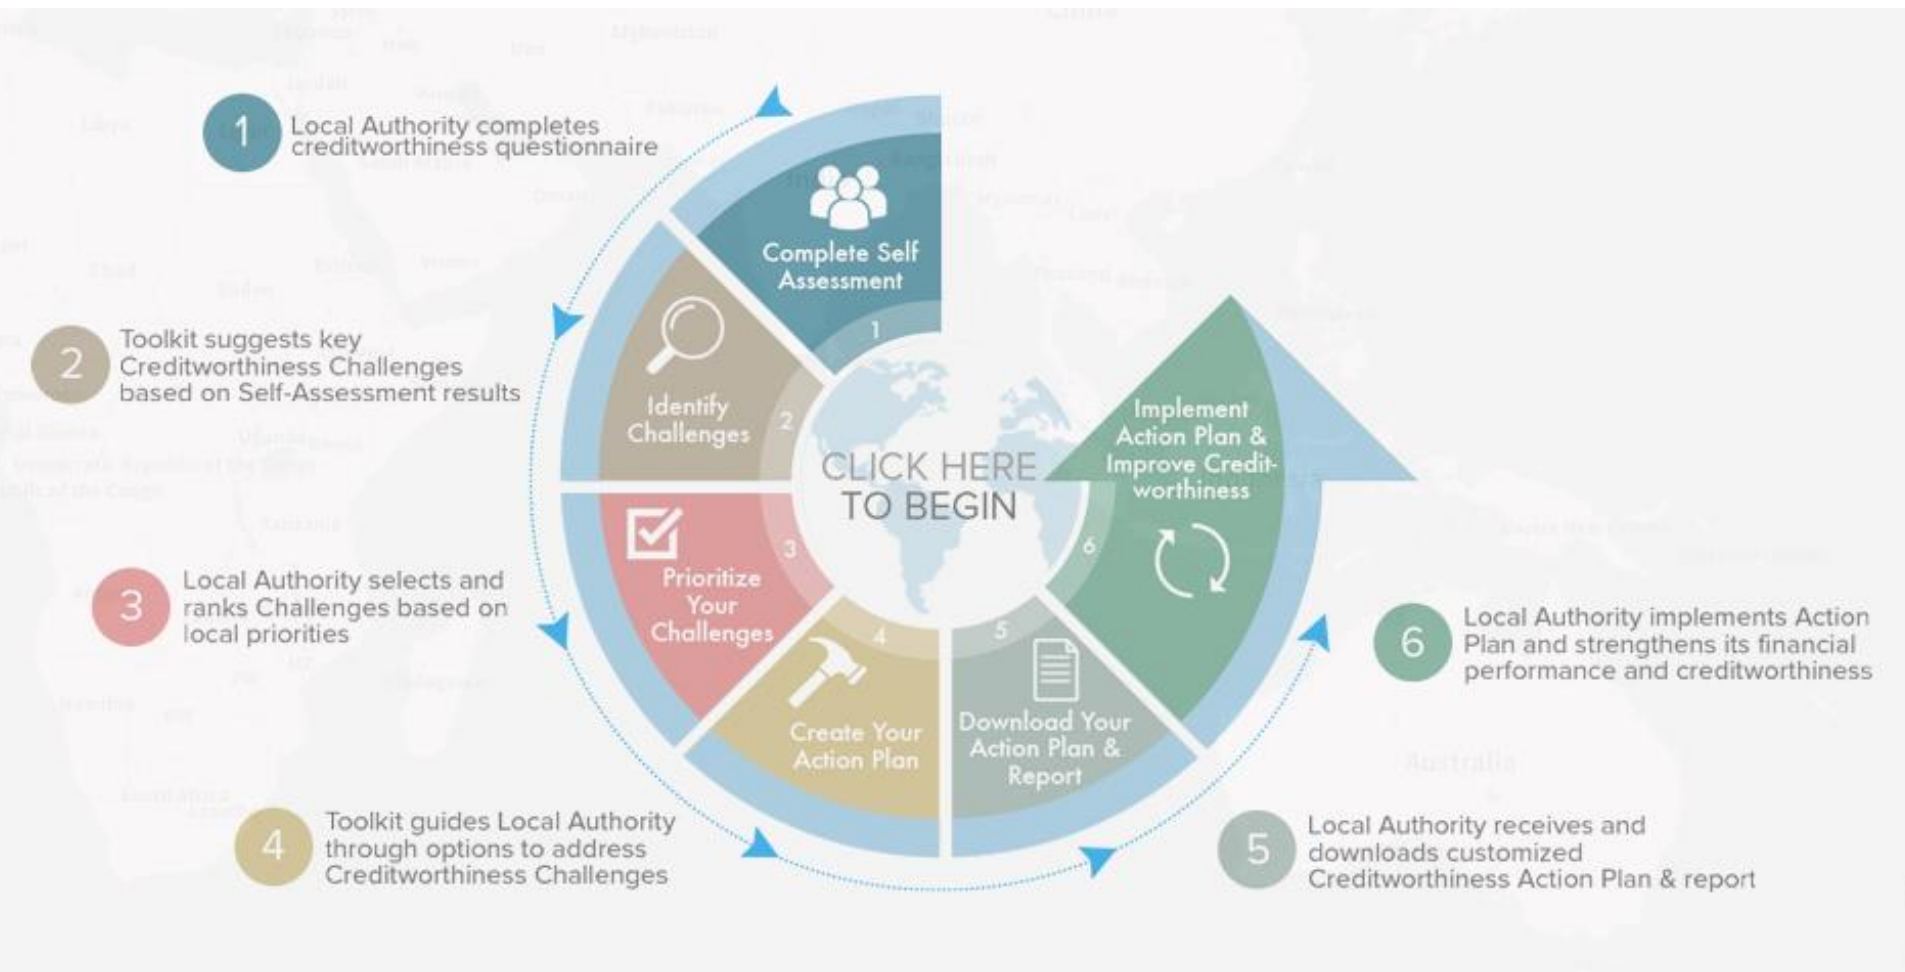 1
Local Authority completes
creditworthiness questionnaire
Complete Self
Assessment
1
2
Toolkit suggests key
Creditworthiness Challenges
based on Self-Assessment results
Identify
Challenges
2
3
Local Authority selects and
ranks Challenges based on
local priorities
Prioritize
Your
Challenges
3
4
Toolkit guides Local Authority
through options to address
Creditworthiness Challenges
Create Your
Action Plan
4
5
Local Authority receives and
downloads customized
Creditworthiness Action Plan & report
Download Your
Action Plan &
Report
5
6
Local Authority implements Action
Plan and strengthens its financial
performance and creditworthiness
Implement
Action Plan &
Improve Credit-
worthiness
6
CLICK HERE
TO BEGIN
Australia